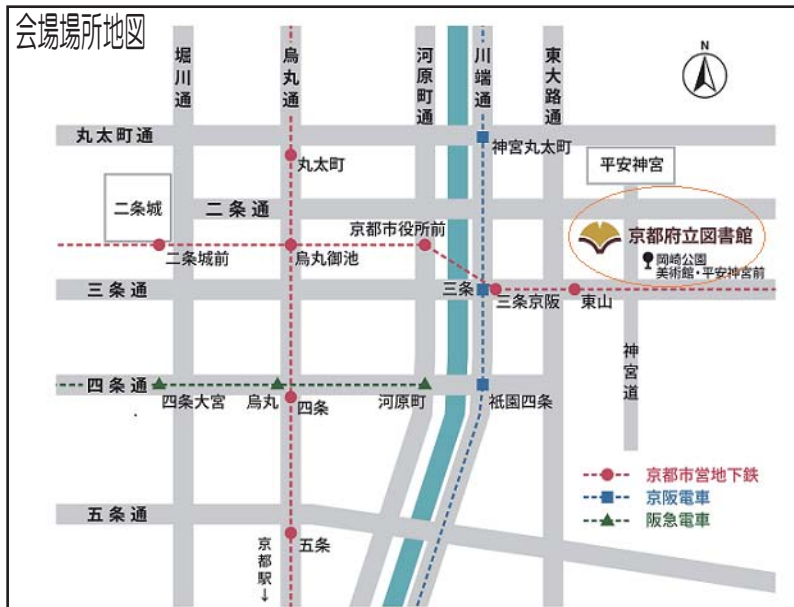 会場場所地図
堀川通
烏丸通
河原町通
川端通
東大路通
N
丸太町通
神宮丸太町
丸太町
平安神宮
二条城
二条通
京都市役所前
京都府立図書館
岡崎公園
美術館・平安神宮前
二条城前
烏丸御池
三条通
三条
三条京阪
東山
神宮道
四条通
四条大宮
烏丸
四条
河原町
祇園四条
京都市営地下鉄
京阪電車
阪急電車
五条通
五条
京都駅↓